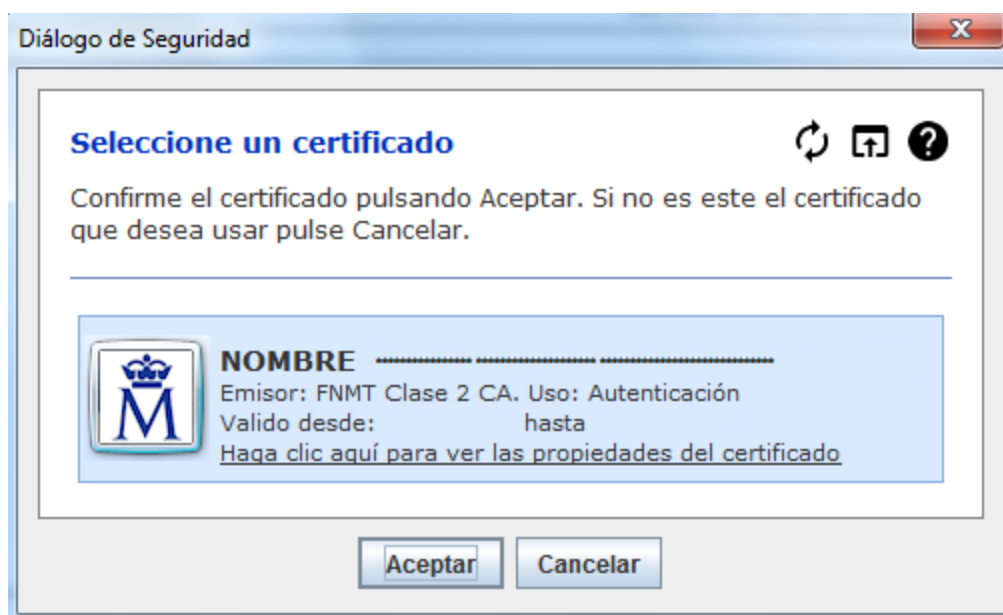 Diálogo de Seguridad
Seleccione un certificado
Confirme el certificado pulsando Aceptar. Si no es este el certificado
que desea usar pulse Cancelar.
NOMBRE
Emisor: FNMT Clase 2 CA. Uso: Autenticación
Valido desde: hasta
Haga clic aquí para ver las propiedades del certificado
Aceptar Cancelar